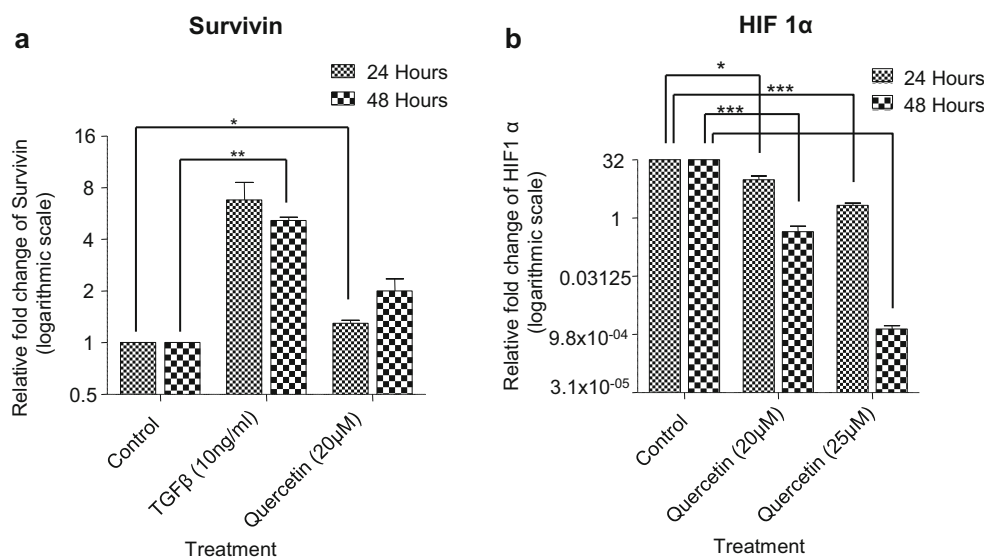 a
Survivin
24 Hours
48 Hours
*
**
16
8
4
2
1
0.5
Relative fold change of Survivin
(logarithmic scale)
Control
TGFβ (10ng/ml)
Quercetin (20µM)
Treatment
b
HIF 1α
24 Hours
48 Hours
*
***
***
32
1
0.03125
9.8x10-04
3.1x10-05
Relative fold change of HIF1 α
(logarithmic scale)
Control
Quercetin (20µM)
Quercetin (25µM)
Treatment